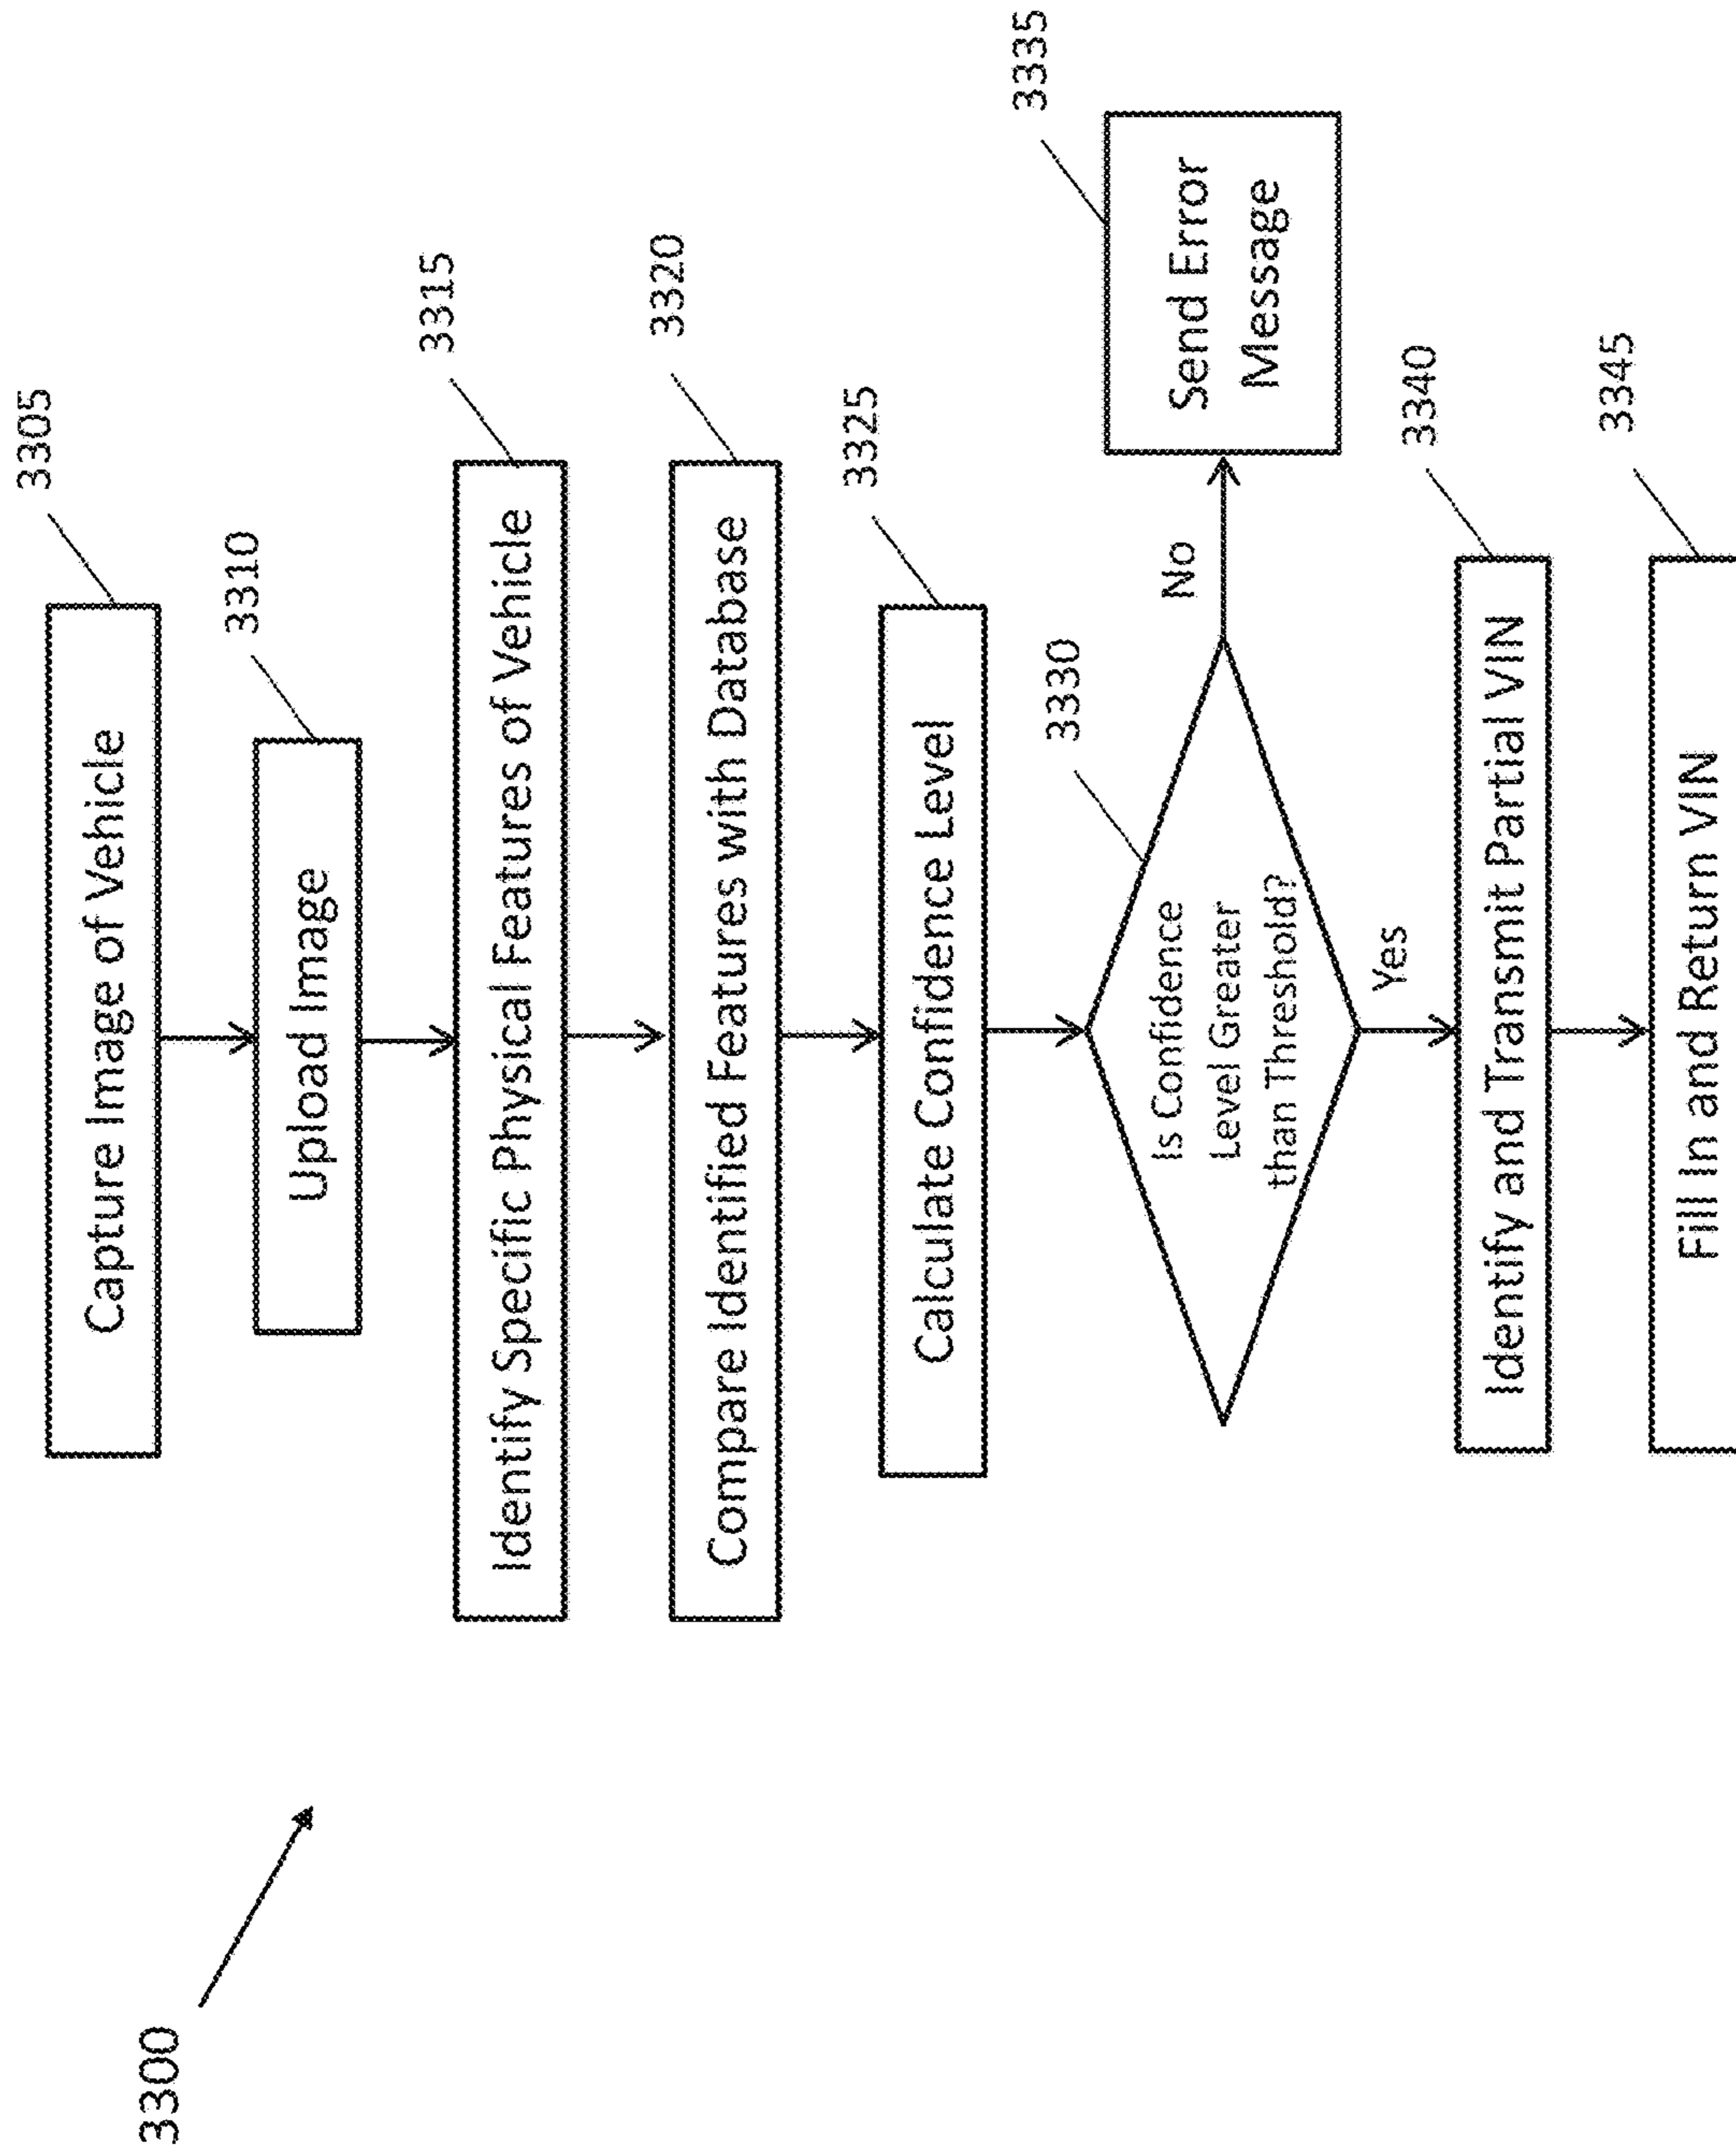 3300
3305
Capture Image of Vehicle
3310
Upload Image
3315
Identify Specific Physical Features of Vehicle
3320
Compare Identified Features with Database
3325
Calculate Confidence Level
3330
Is Confidence
Level Greater
than Threshold?
No
3335
Send Error
Message
Yes
3340
Identify and Transmit Partial VIN
3345
Fill In and Return VIN